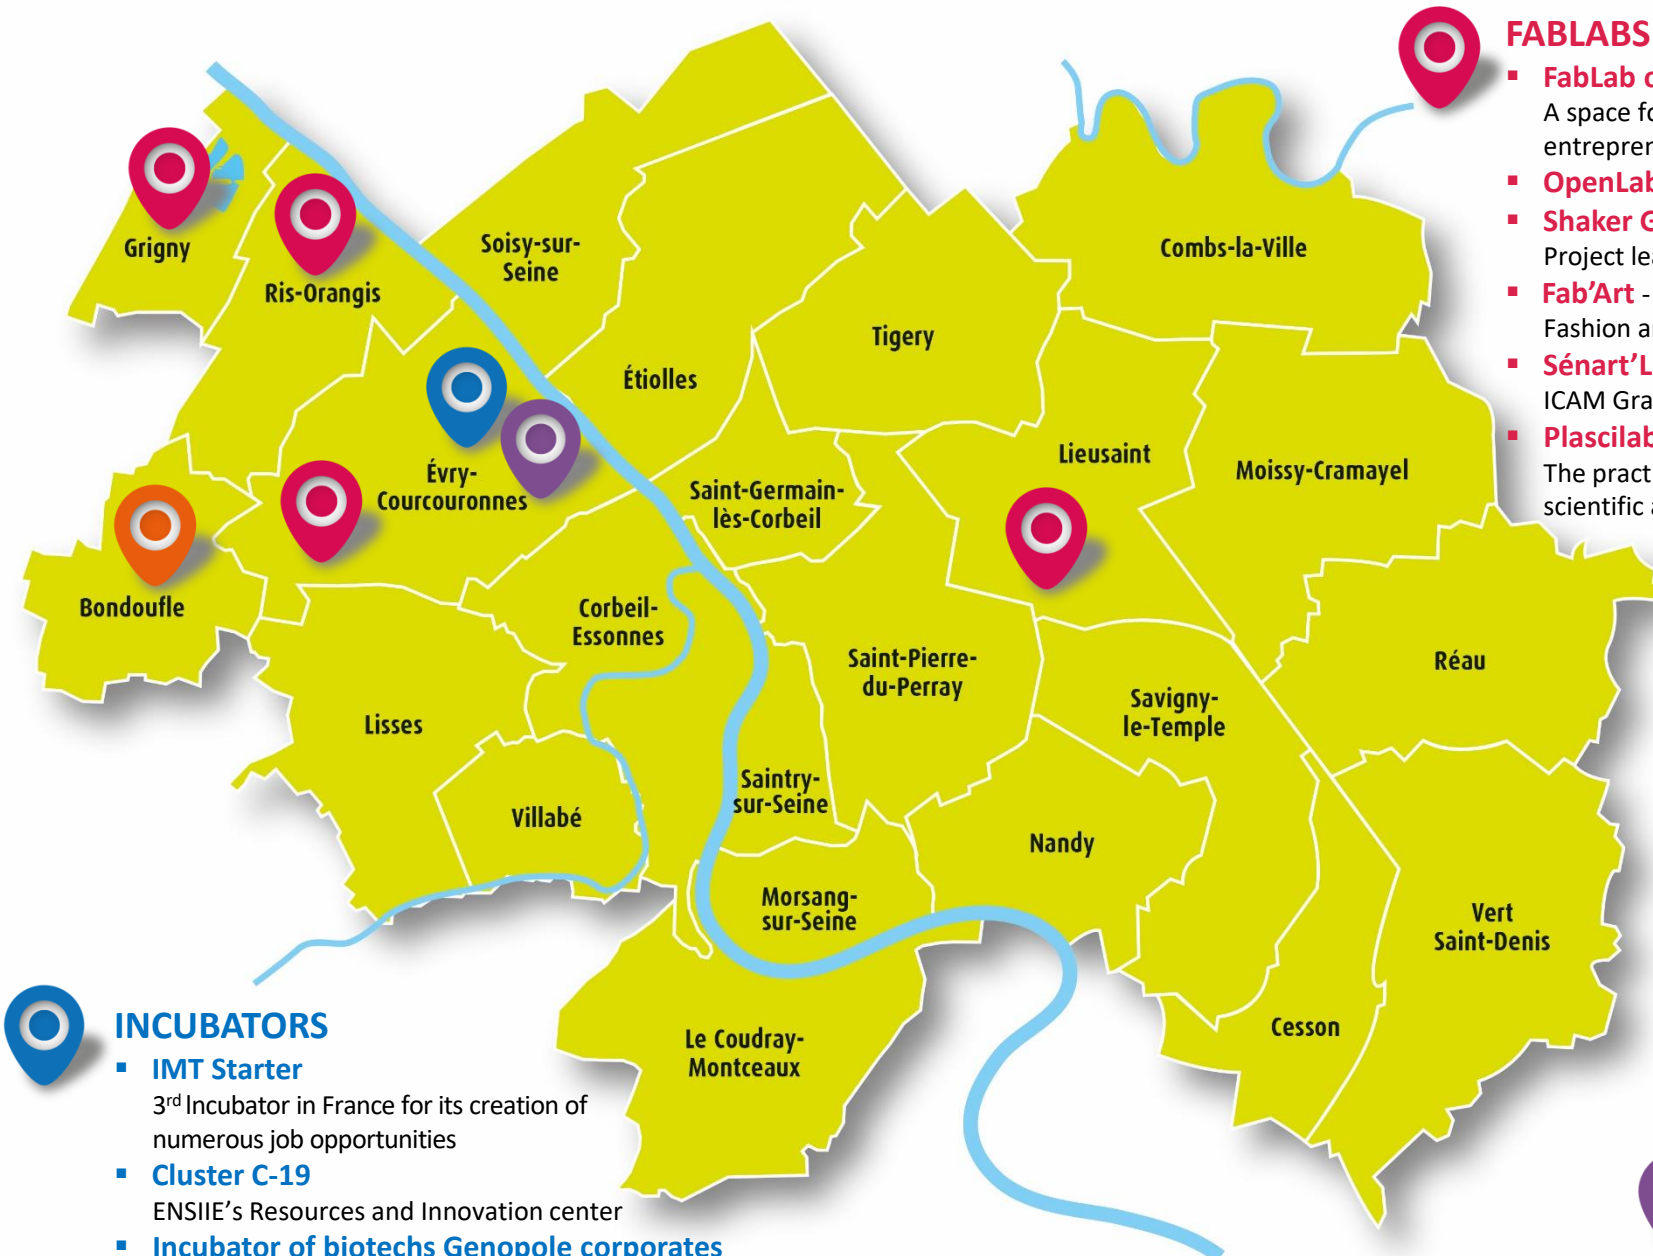 FABLABS
FabLab
A space
entrepren
OpenLab
Shaker G
Project lea
Fab’Art -
Fashion
Sénart’L
ICAM Gra
Plascilab
The pract
scientific
Grigny
Ris-Orangis
Soisy-sur-
Seine
Étiolles
Tigery
Combs-la-Ville
Évry-
Courcouronnes
Saint-Germain-
lès-Corbeil
Lieusaint
Moissy-Cramayel
Bondoufle
Corbeil-
Essonnes
Saint-Pierre-
du-Perray
Réau
Lisses
Savigny-
le-Temple
Villabé
Saintry-
sur-Seine
Nandy
Morsang-
sur-Seine
Vert
Saint-Denis
Le Coudray-
Montceaux
Cesson
INCUBATORS
IMT Starter
3rd Incubator in France for its creation of
numerous job opportunities
Cluster C-19
ENSIIE’s Resources and Innovation center
Incubator of biotechs Genopole corporates